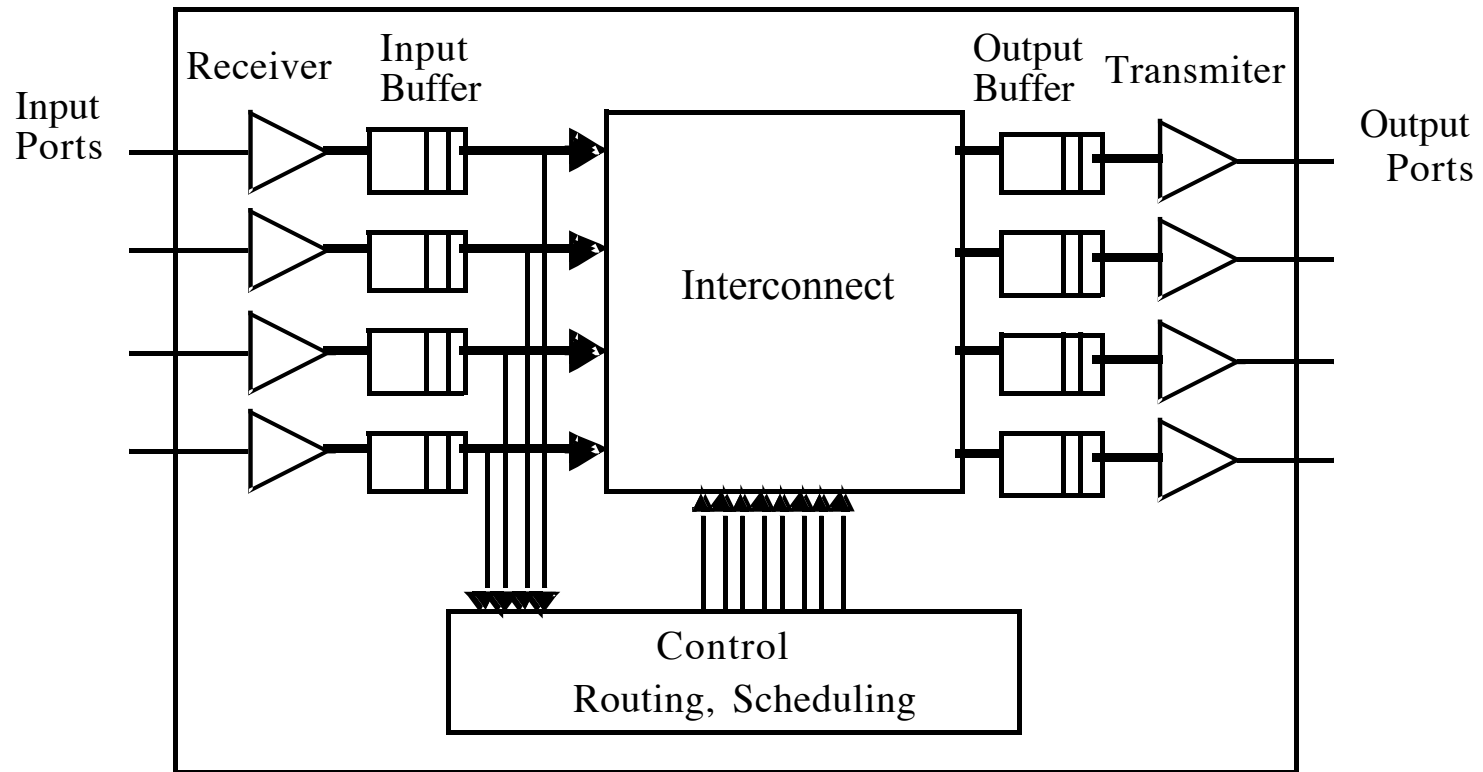 Input
Ports
Receiver
Input
Buffer
Interconnect
Output
Buffer
Transmiter
Output
Ports
Control
Routing, Scheduling